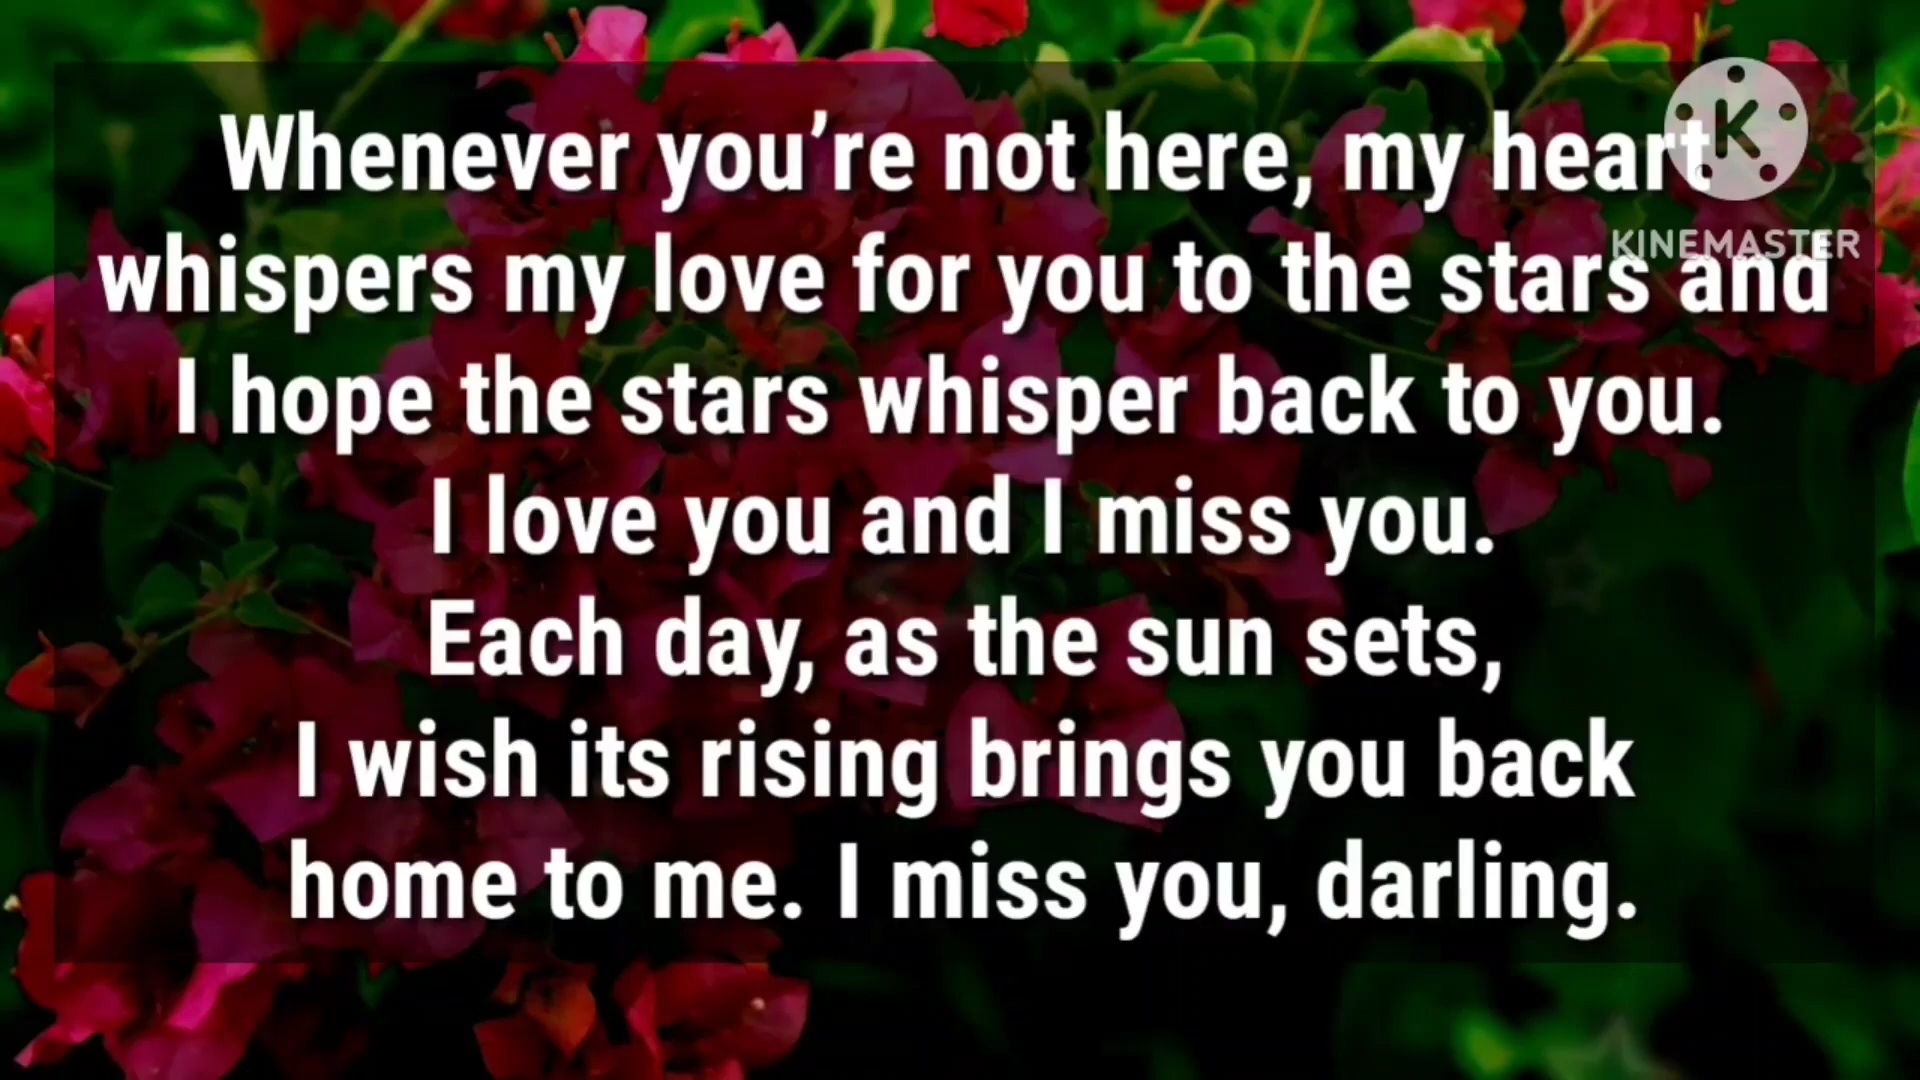 Whenever you’re not here, my heart
whispers my love for you to the stars and
I hope the stars whisper back to you.
I love you and I miss you.
Each day, as the sun sets,
I wish its rising brings you back
home to me. I miss you, darling.
K
KINEMASTER